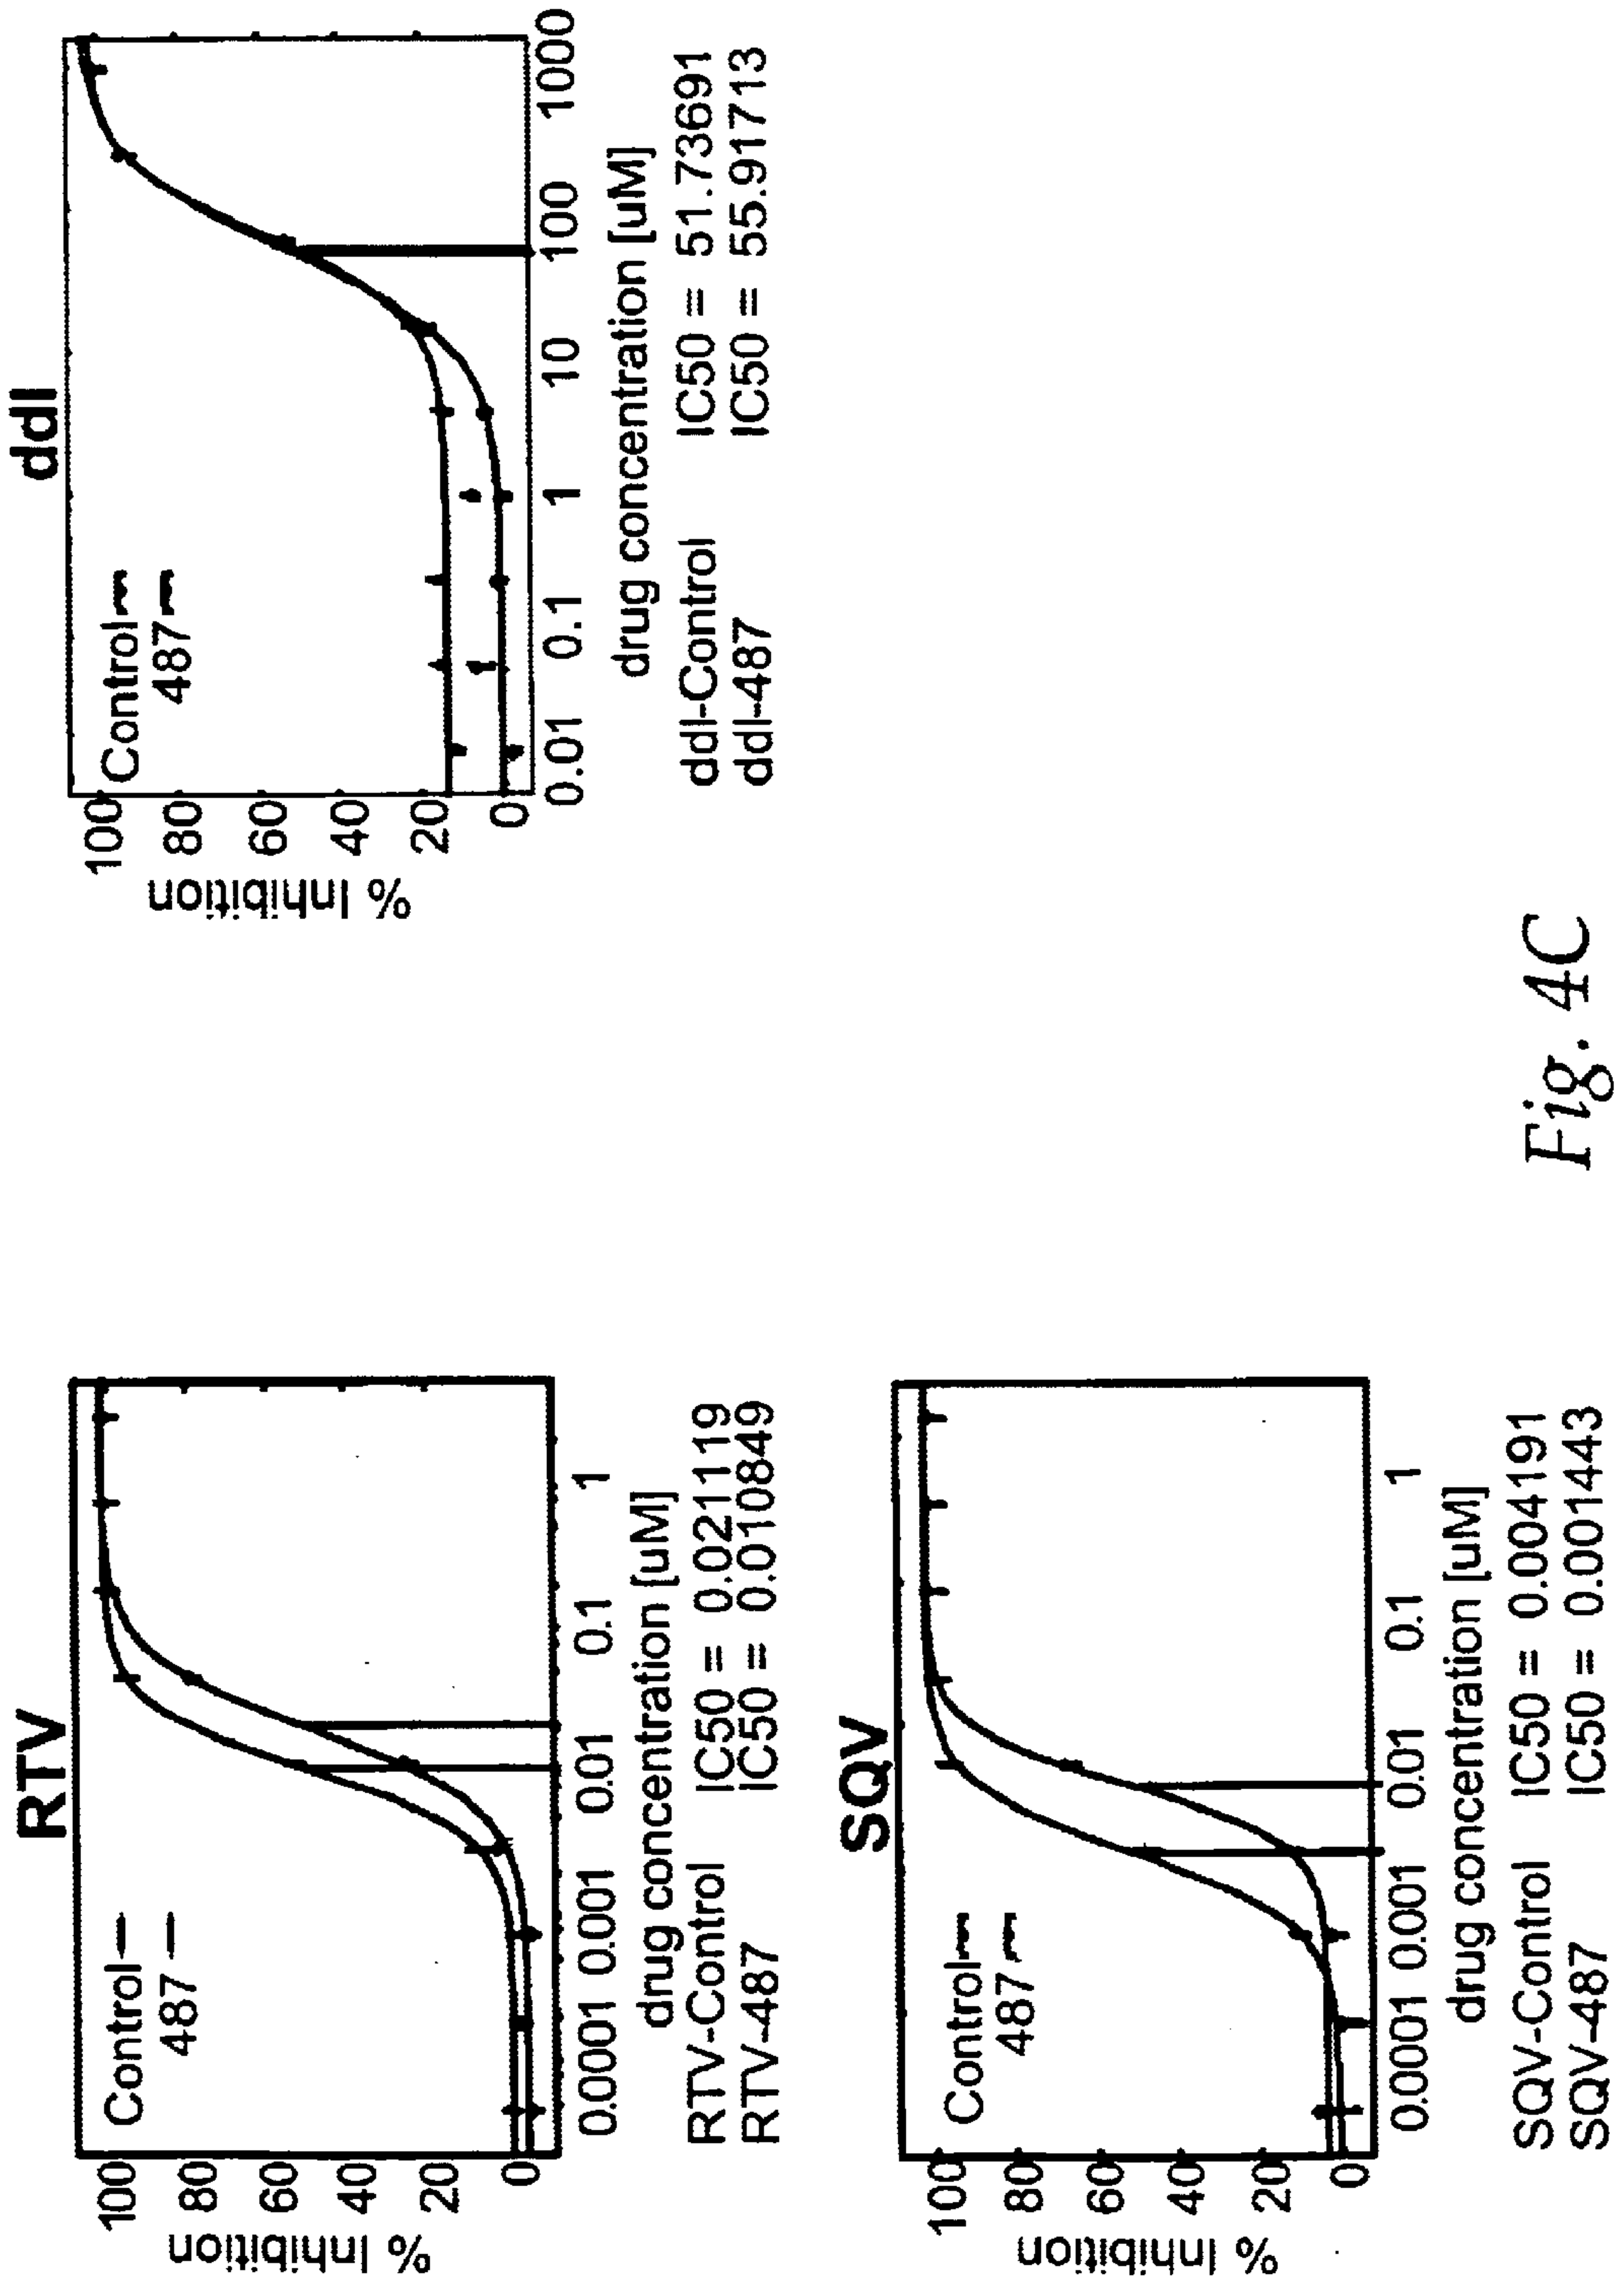 RTV
% Inhibition
100
80
60
40
20
0
Control
487
0.0001 0.001 0.01 0.1 1
drug concentration [uM]
RTV-Control IC50 = 0.021119
RTV-487 IC50 = 0.010849
SQV
% Inhibition
100
80
60
40
20
0
Control
487
0.0001 0.001 0.01 0.1 1
drug concentration [uM]
SQV-Control IC50 = 0.004191
SQV-487 IC50 = 0.001443
ddI
% Inhibition
100
80
60
40
20
0
Control
487
0.01 0.1 1 10 100 1000
drug concentration [uM]
ddI-Control IC50 = 51.73691
ddI-487 IC50 = 55.91713
Fig. 4C